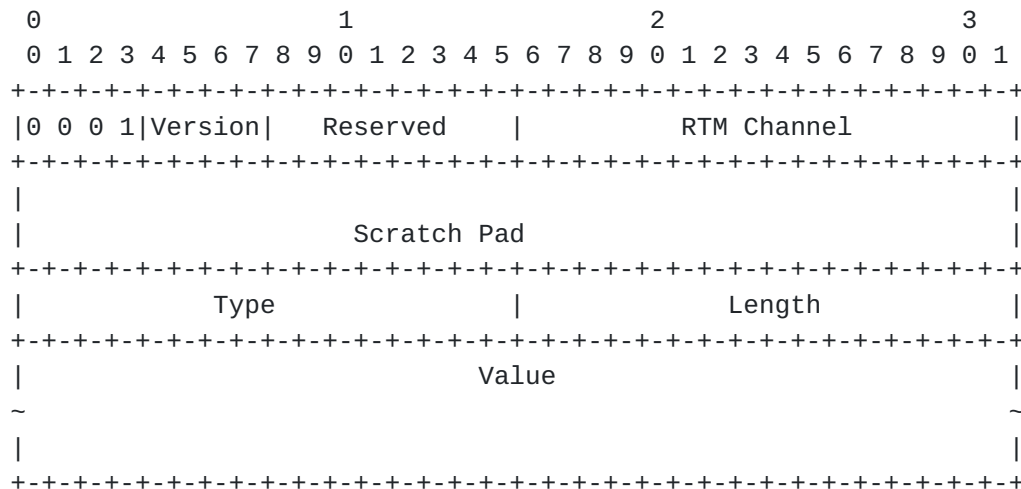 0                   1                   2                   3
 0 1 2 3 4 5 6 7 8 9 0 1 2 3 4 5 6 7 8 9 0 1 2 3 4 5 6 7 8 9 0 1
+-+-+-+-+-+-+-+-+-+-+-+-+-+-+-+-+-+-+-+-+-+-+-+-+-+-+-+-+-+-+-+-+
|0 0 0 1|Version|   Reserved    |          RTM Channel          |
+-+-+-+-+-+-+-+-+-+-+-+-+-+-+-+-+-+-+-+-+-+-+-+-+-+-+-+-+-+-+-+-+
|                                                               |
|                     Scratch Pad                               |
+-+-+-+-+-+-+-+-+-+-+-+-+-+-+-+-+-+-+-+-+-+-+-+-+-+-+-+-+-+-+-+-+
|            Type               |             Length            |
+-+-+-+-+-+-+-+-+-+-+-+-+-+-+-+-+-+-+-+-+-+-+-+-+-+-+-+-+-+-+-+-+
|                             Value                             |
~                                                               ~
|                                                               |
+-+-+-+-+-+-+-+-+-+-+-+-+-+-+-+-+-+-+-+-+-+-+-+-+-+-+-+-+-+-+-+-+